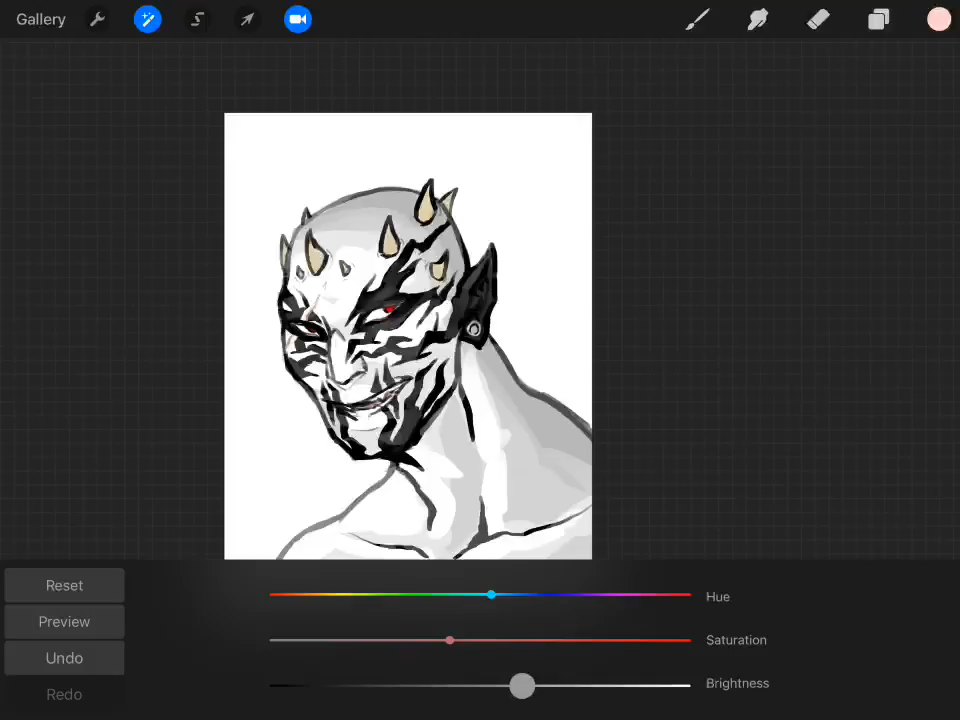 Gallery
Reset
Hue
Preview
Saturation
Undo
Brightness
Redo